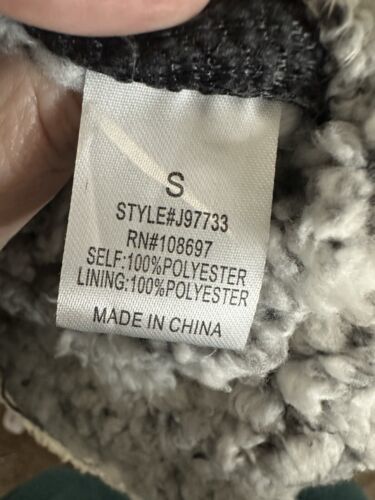 S
STYLE#J97733
RN#108697
SELF:100%POLYESTER
LINING:100%POLYESTER
MADE IN CHINA